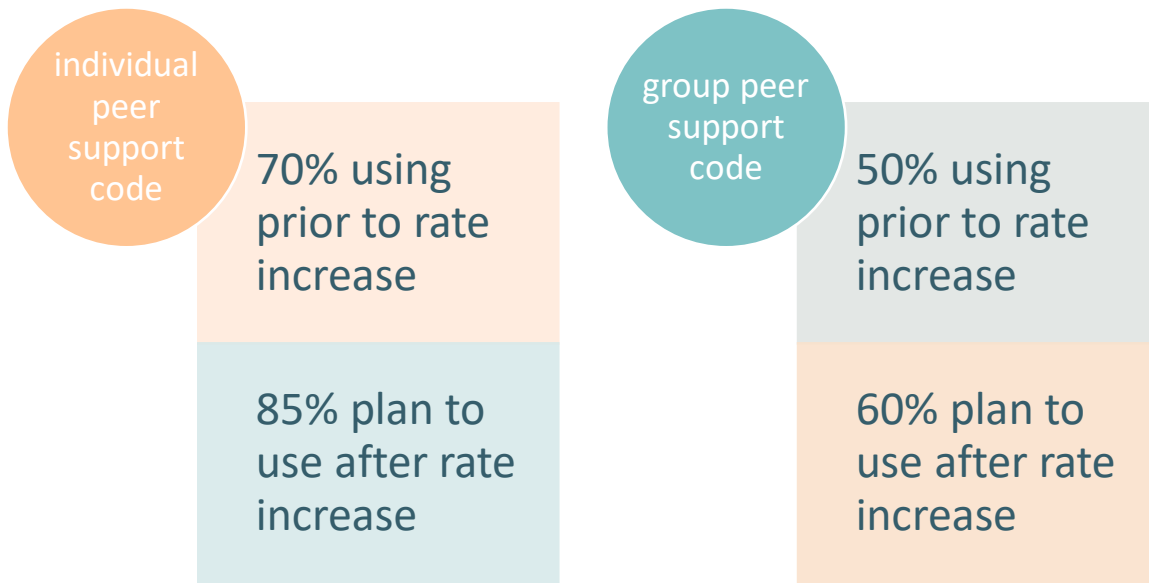 individual
peer
support
code
70% using
prior to rate
increase
85% plan to
use after rate
increase
group peer
support
code
50% using
prior to rate
increase
60% plan to
use after rate
increase